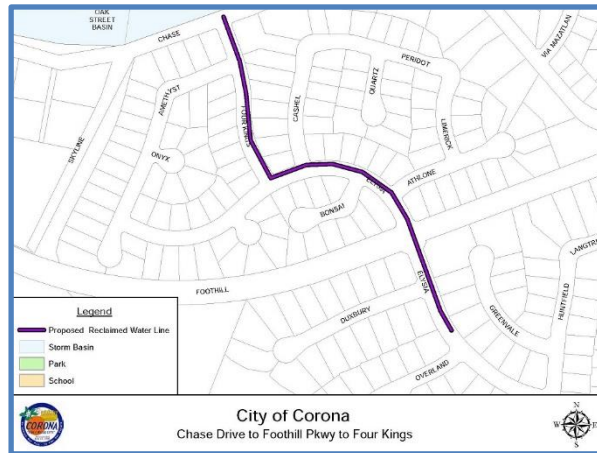 OAK
STREET
BASIN
CHASE
PERIDOT
VIA MAZATLAN
AMETHYST
QUARTZ
CASHEL
FOUR KINGS
LIMERICK
SKYLINE
ONYX
ATHLONE
ELYSIA
BONSAI
LANGTRE
ELYSIA
FOOTHILL
HUNTFIELD
GREENVALE
DUXBURY
OVERLAND
Legend
Proposed Reclaimed Water Line
Storm Basin
Park
School
CORONA
City of Corona
Chase Drive to Foothill Pkwy to Four Kings
N
W
E
S